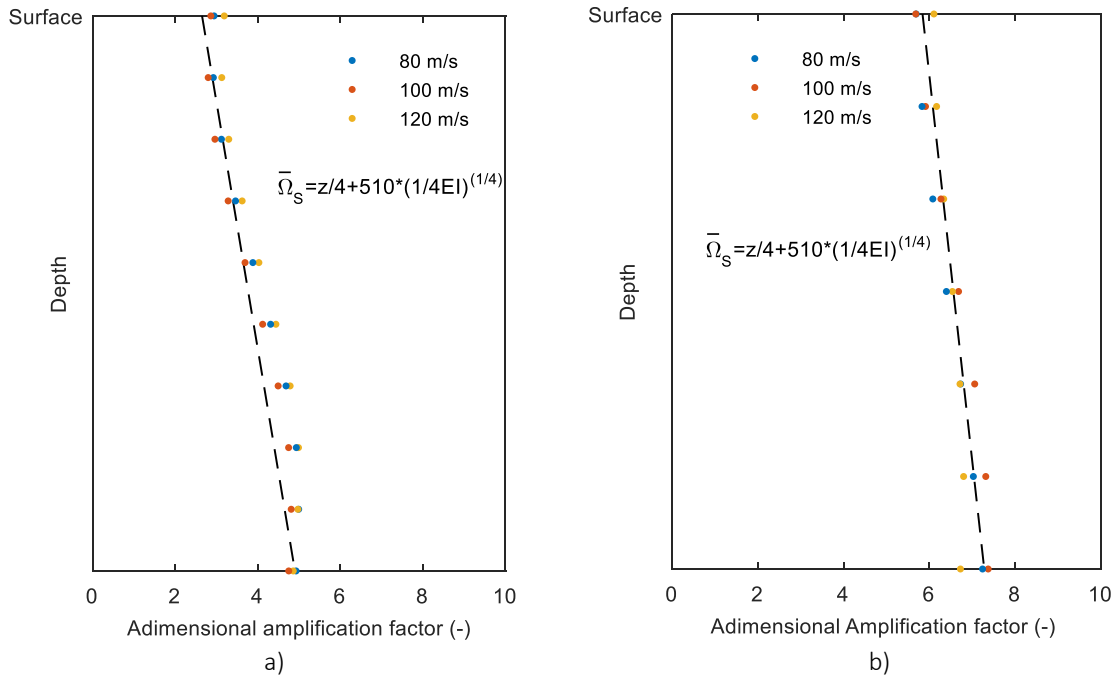 Surface
80 m/s
100 m/s
120 m/s
Ω̄_S=z/4+510*(1/4EI)^(1/4)
Depth
0 2 4 6 8 10
Adimensional amplification factor (-)
a)
Surface
80 m/s
100 m/s
120 m/s
Ω̄_S=z/4+510*(1/4EI)^(1/4)
Depth
0 2 4 6 8 10
Adimensional Amplification factor (-)
b)